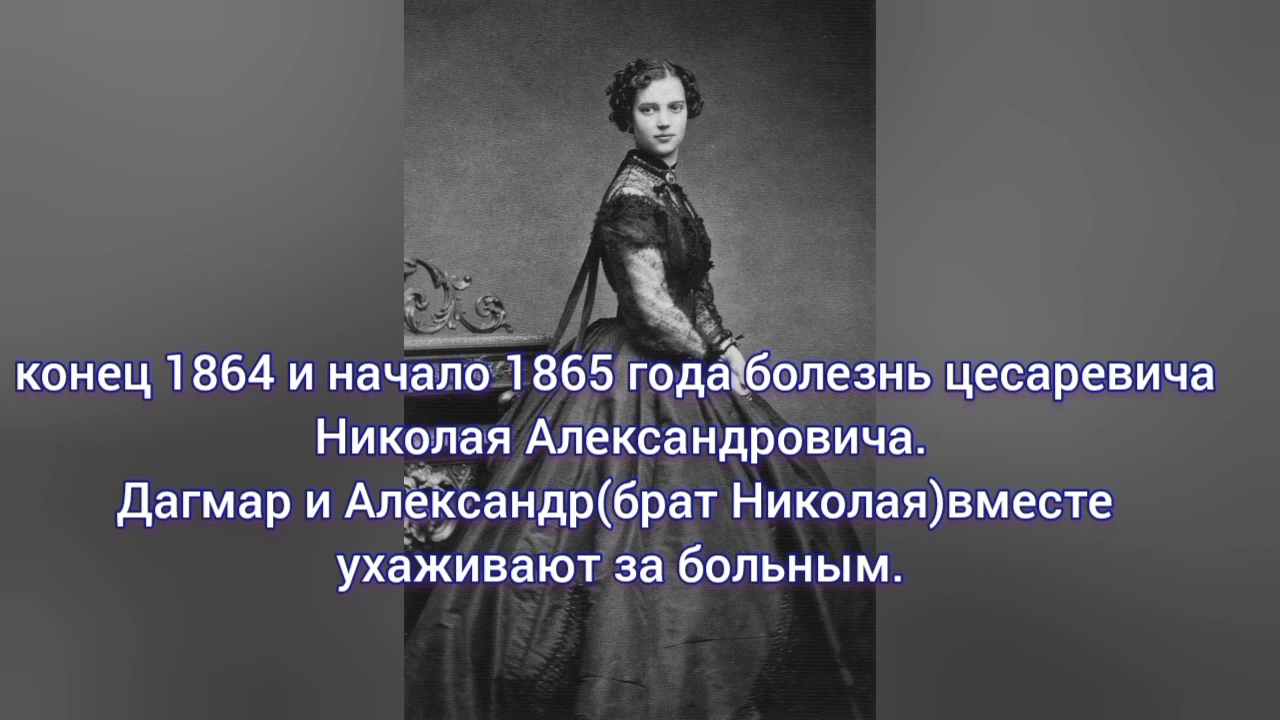 конец 1864 и начало 1865 года болезнь цесаревича
Николая Александровича.
Дагмар и Александр(брат Николая)вместе
ухаживают за больным.